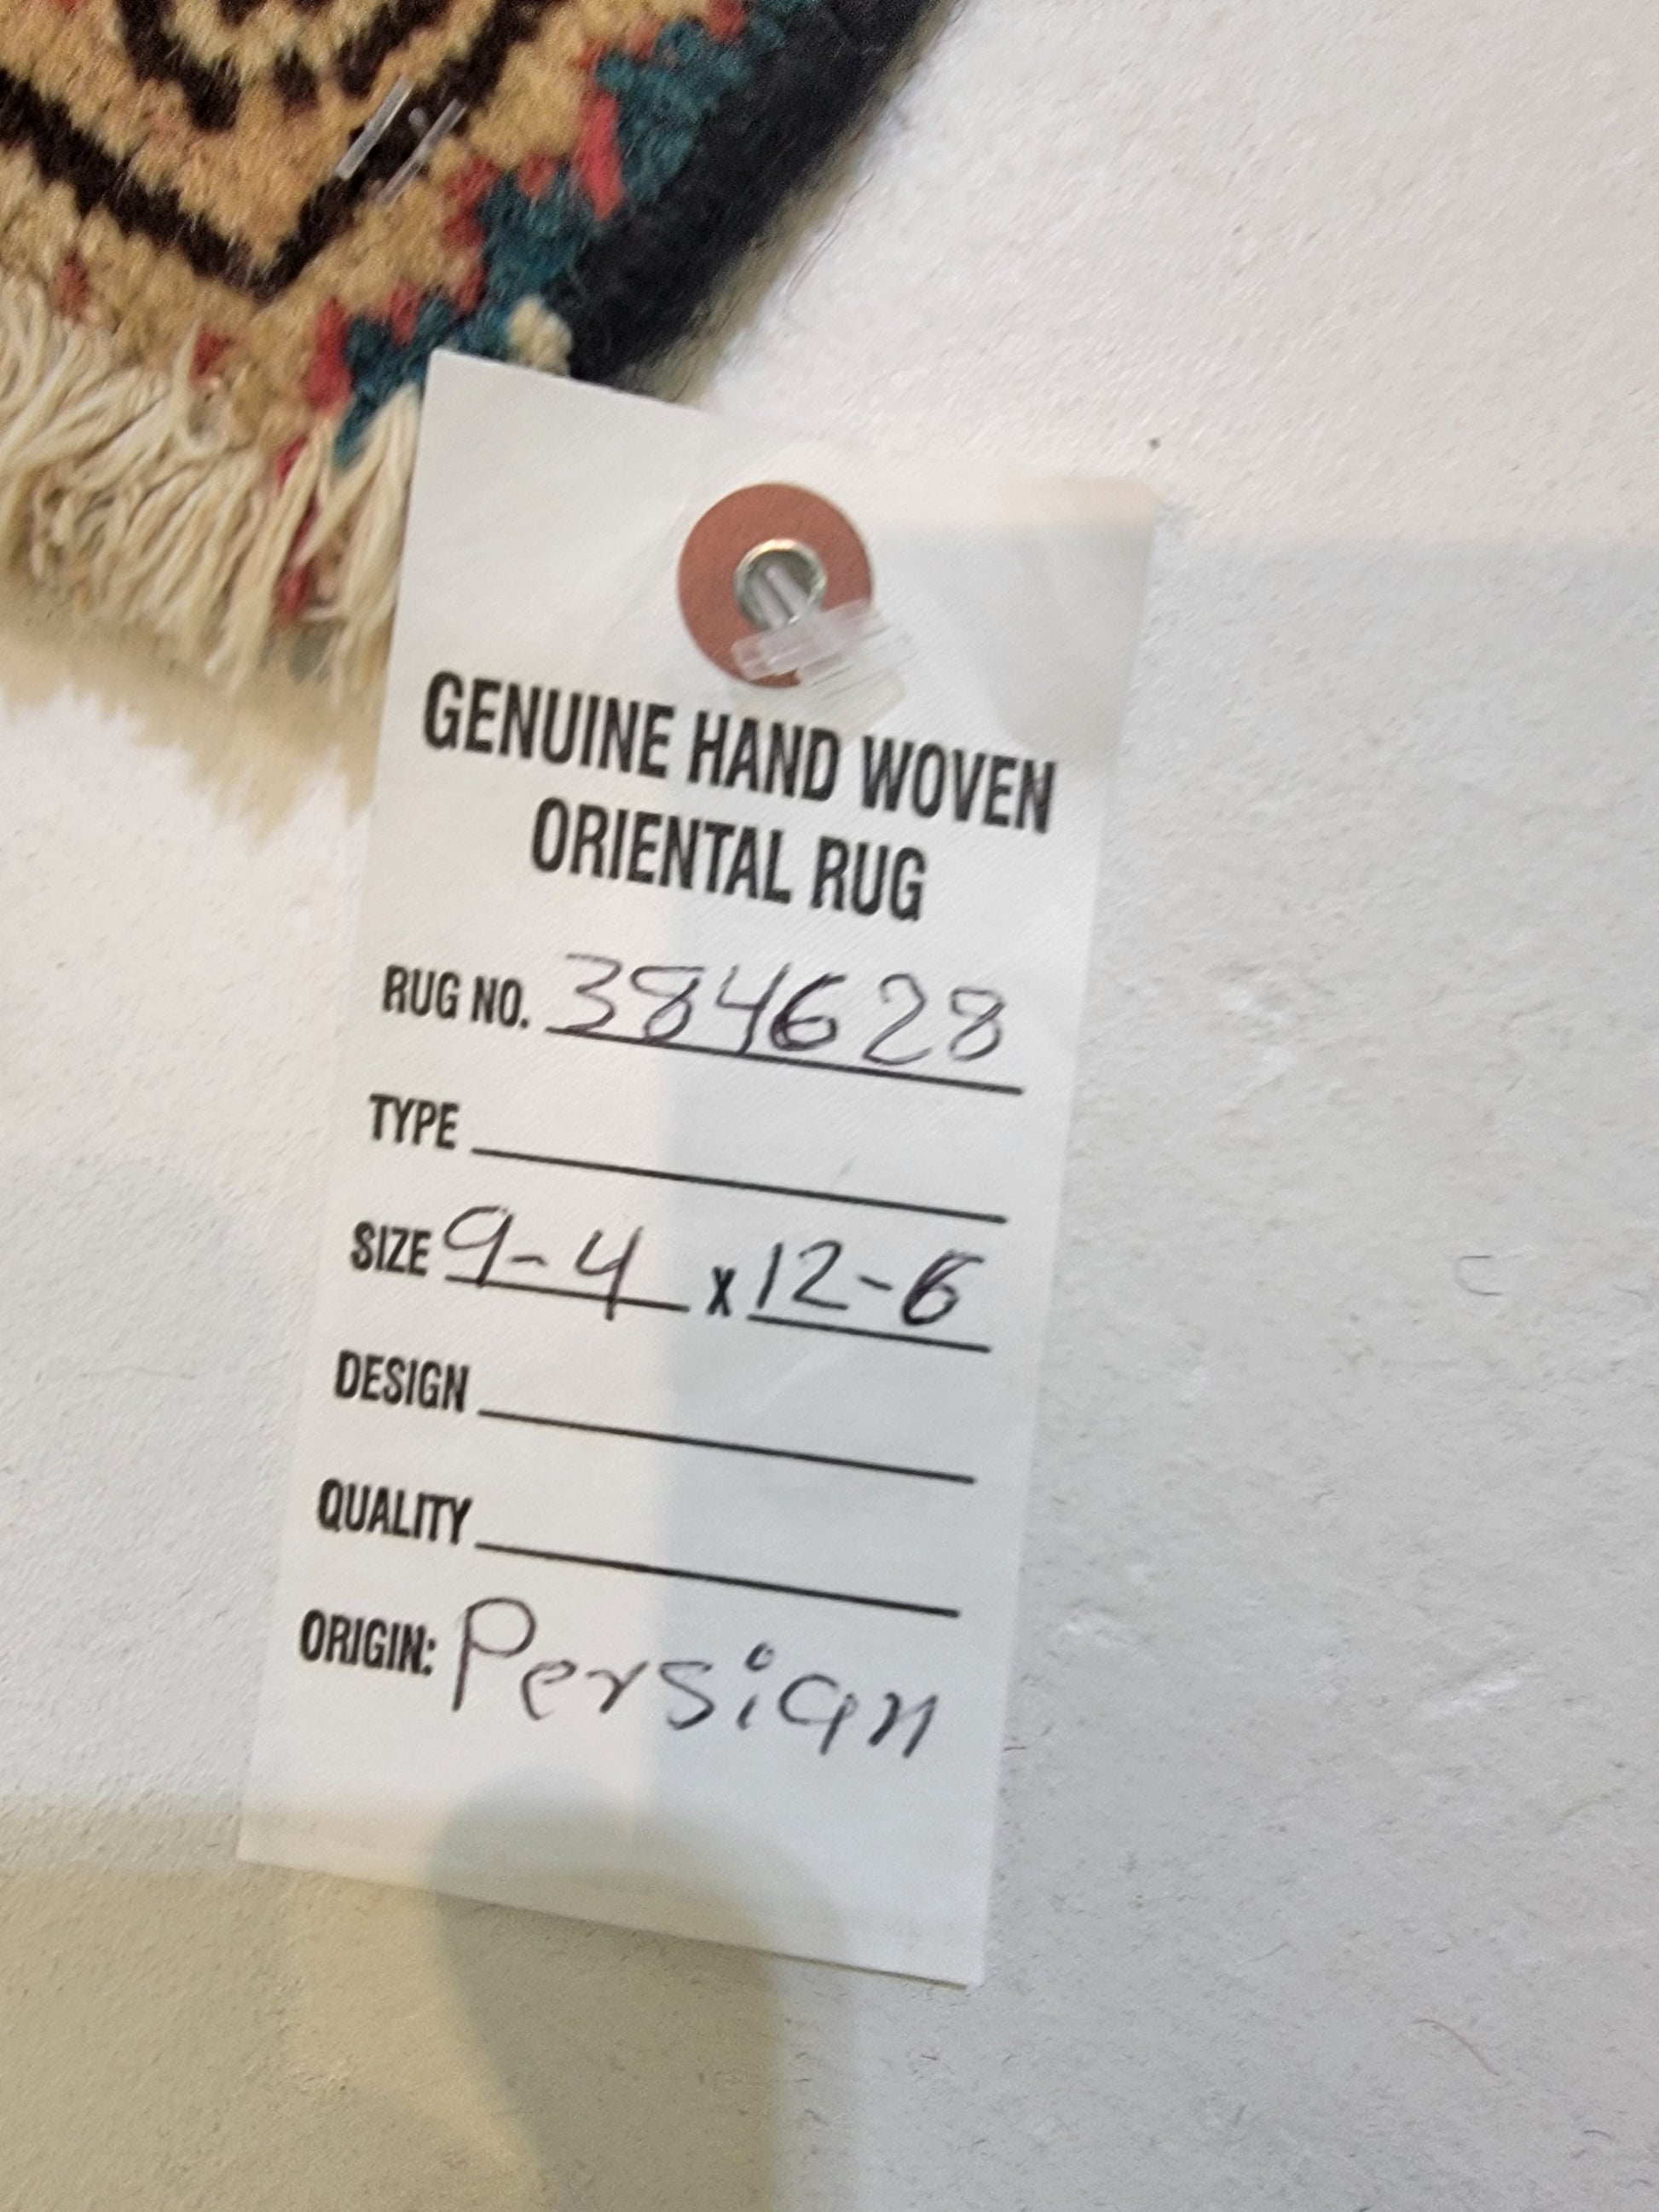 GENUINE HAND WOVEN
ORIENTAL RUG
RUG NO. 384628
TYPE
SIZE 9-4 x 12-6
DESIGN
QUALITY
ORIGIN: Persian